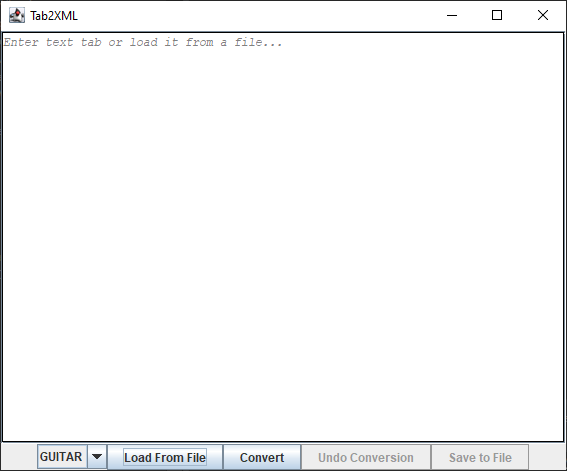 Tab2XML
Enter text tab or load it from a file...
GUITAR Load From File Convert Undo Conversion Save to File